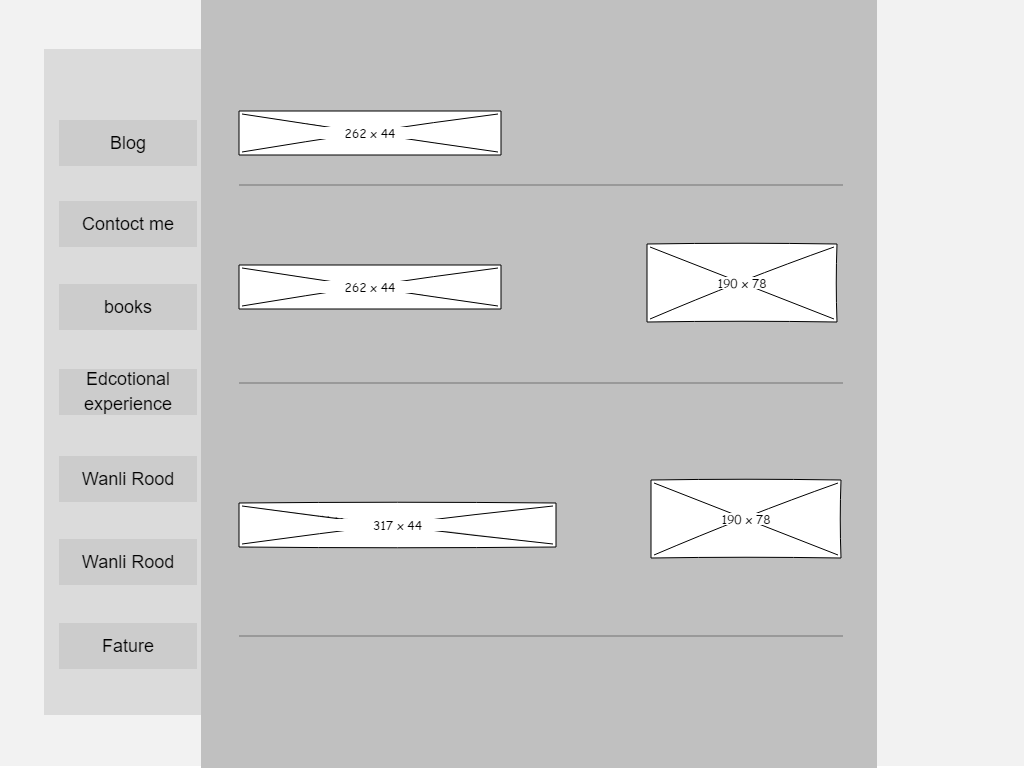 Blog
Contoct me
books
Edcotional
experience
Wanli Rood
Wanli Rood
Fature
262 x 44
262 x 44
190 x 78
317 x 44
190 x 78